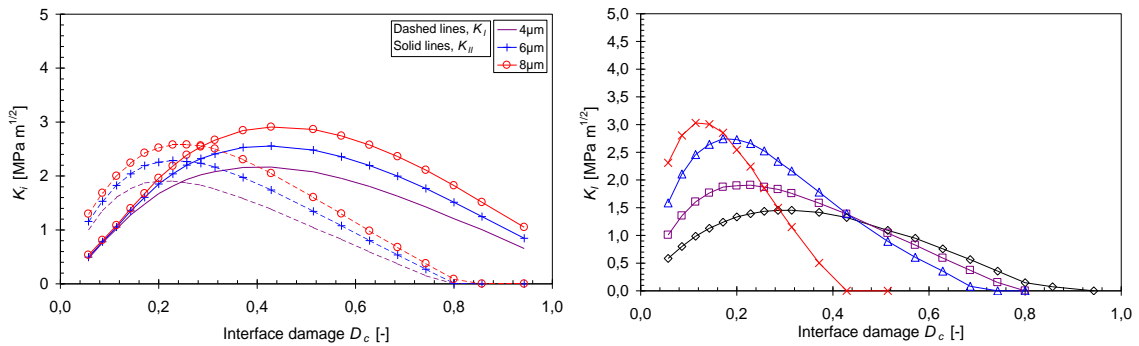 5
4
3
2
1
0
K_i [MPa m^1/2]
0,0 0,2 0,4 0,6 0,8 1,0
Interface damage D_c [-]
Dashed lines, K_I
Solid lines, K_II
4µm
6µm
8µm
5,0
4,5
4,0
3,5
3,0
2,5
2,0
1,5
1,0
0,5
0,0
K_I [MPa m^1/2]
0,0 0,2 0,4 0,6 0,8 1,0
Interface damage D_c [-]